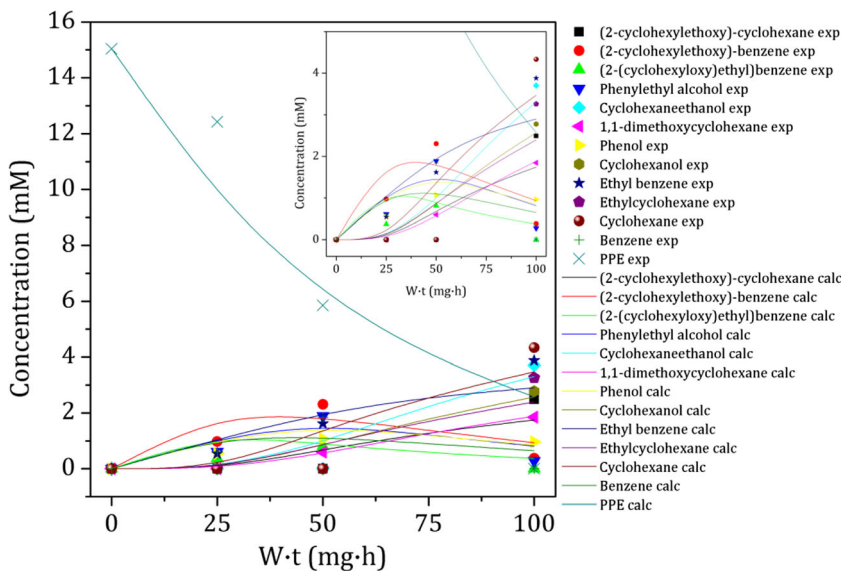 16
14
12
10
8
6
4
2
0
Concentration (mM)
0
25
50
75
100
W·t (mg·h)
4
2
0
Concentration (mM)
0
25
50
75
100
W·t (mg·h)
(2-cyclohexylethoxy)-cyclohexane exp
(2-cyclohexylethoxy)-benzene exp
(2-(cyclohexyloxy)ethyl)benzene exp
Phenylethyl alcohol exp
Cyclohexaneethanol exp
1,1-dimethoxycyclohexane exp
Phenol exp
Cyclohexanol exp
Ethyl benzene exp
Ethylcyclohexane exp
Cyclohexane exp
Benzene exp
PPE exp
(2-cyclohexylethoxy)-cyclohexane calc
(2-cyclohexylethoxy)-benzene calc
(2-(cyclohexyloxy)ethyl)benzene calc
Phenylethyl alcohol calc
Cyclohexaneethanol calc
1,1-dimethoxycyclohexane calc
Phenol calc
Cyclohexanol calc
Ethyl benzene calc
Ethylcyclohexane calc
Cyclohexane calc
Benzene calc
PPE calc